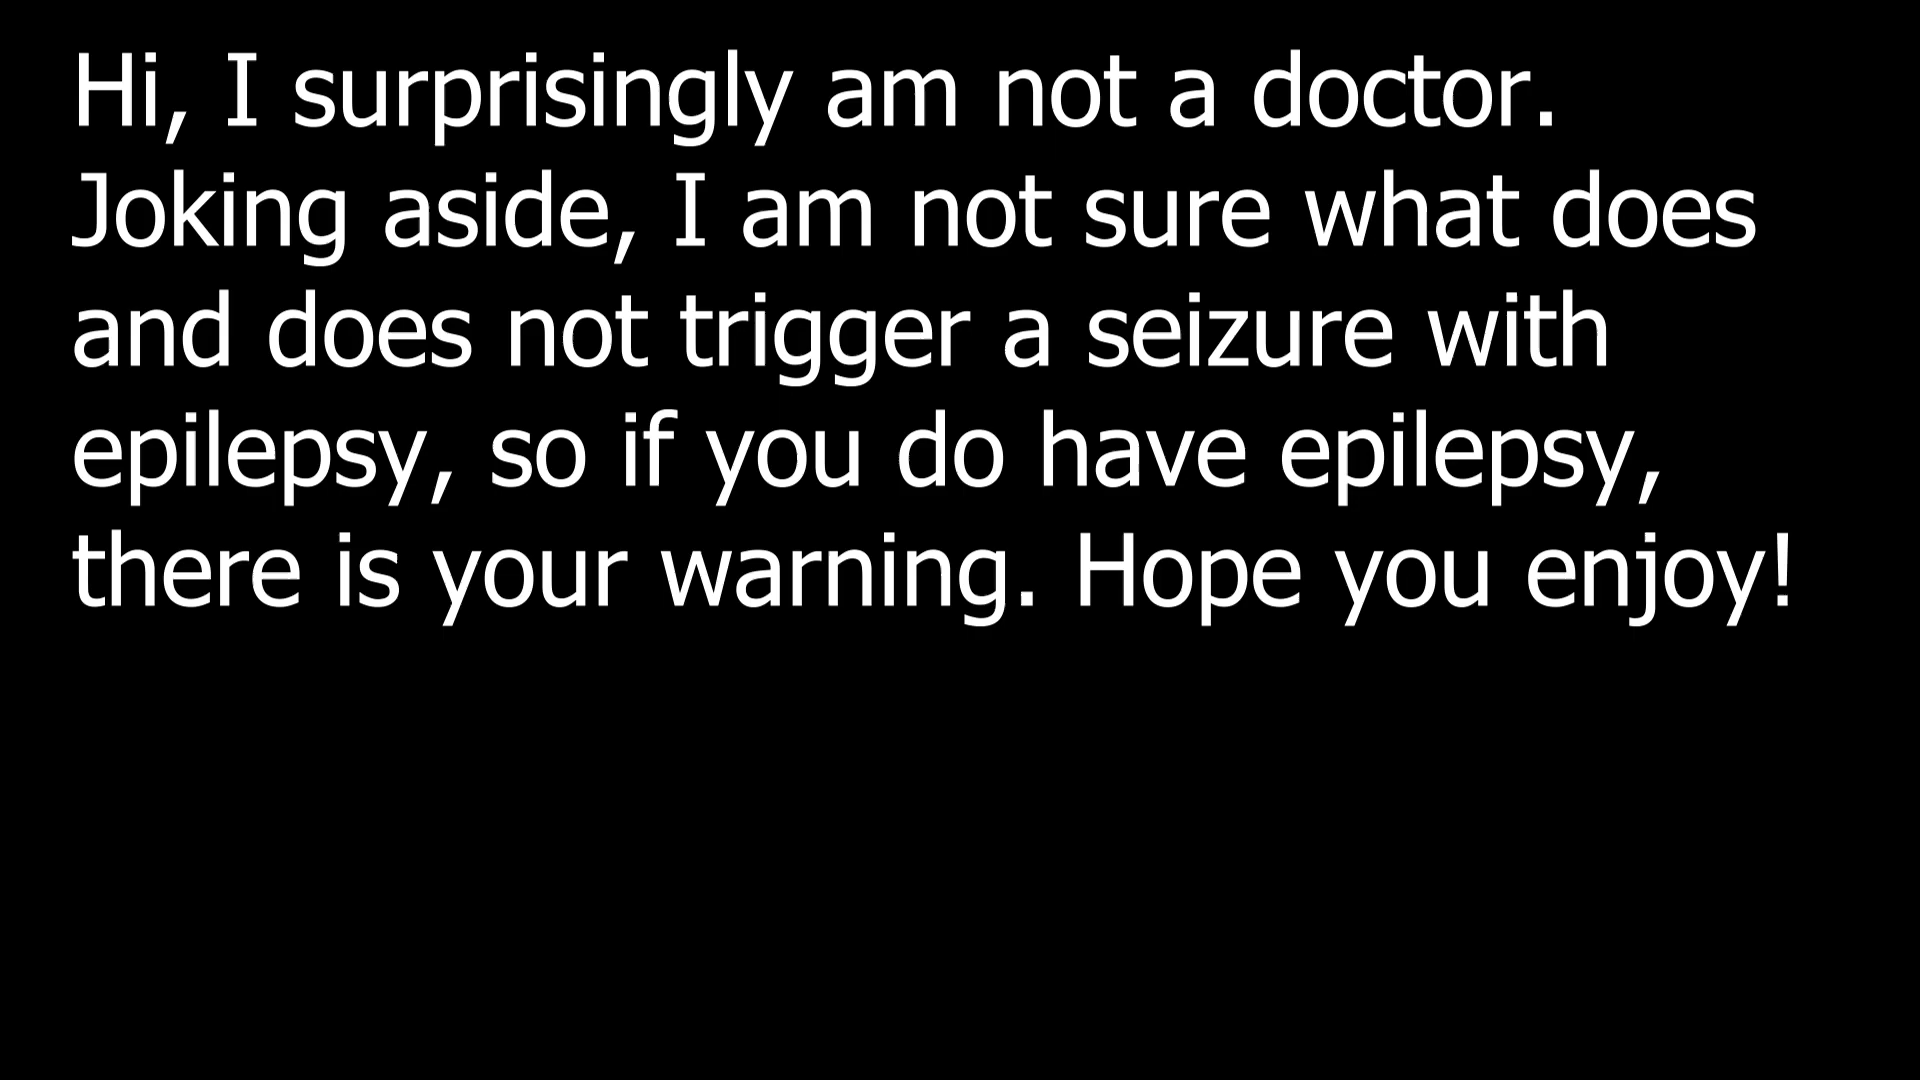 Hi, I surprisingly am not a doctor.
Joking aside, I am not sure what does
and does not trigger a seizure with
epilepsy, so if you do have epilepsy,
there is your warning. Hope you enjoy!